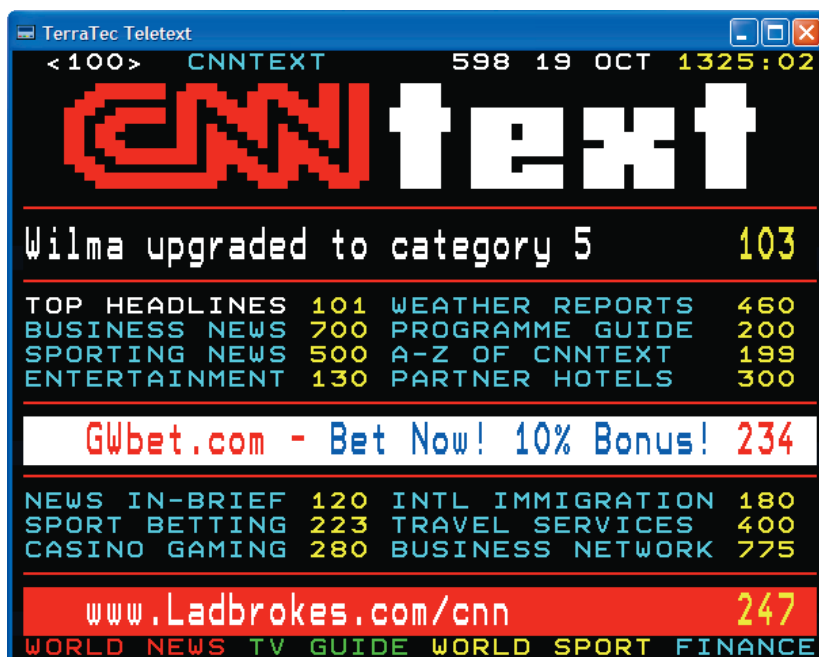 TerraTec Teletext
<100> CNNTEXT 598 19 OCT 1325:02
CNN text
Wilma upgraded to category 5 103
TOP HEADLINES 101 WEATHER REPORTS 460
BUSINESS NEWS 700 PROGRAMME GUIDE 200
SPORTING NEWS 500 A-Z OF CNNTEXT 199
ENTERTAINMENT 130 PARTNER HOTELS 300
GWbet.com - Bet Now! 10% Bonus! 234
NEWS IN-BRIEF 120 INTL IMMIGRATION 180
SPORT BETTING 223 TRAVEL SERVICES 400
CASINO GAMING 280 BUSINESS NETWORK 775
www.Ladbrokes.com/cnn 247
WORLD NEWS TV GUIDE WORLD SPORT FINANCE